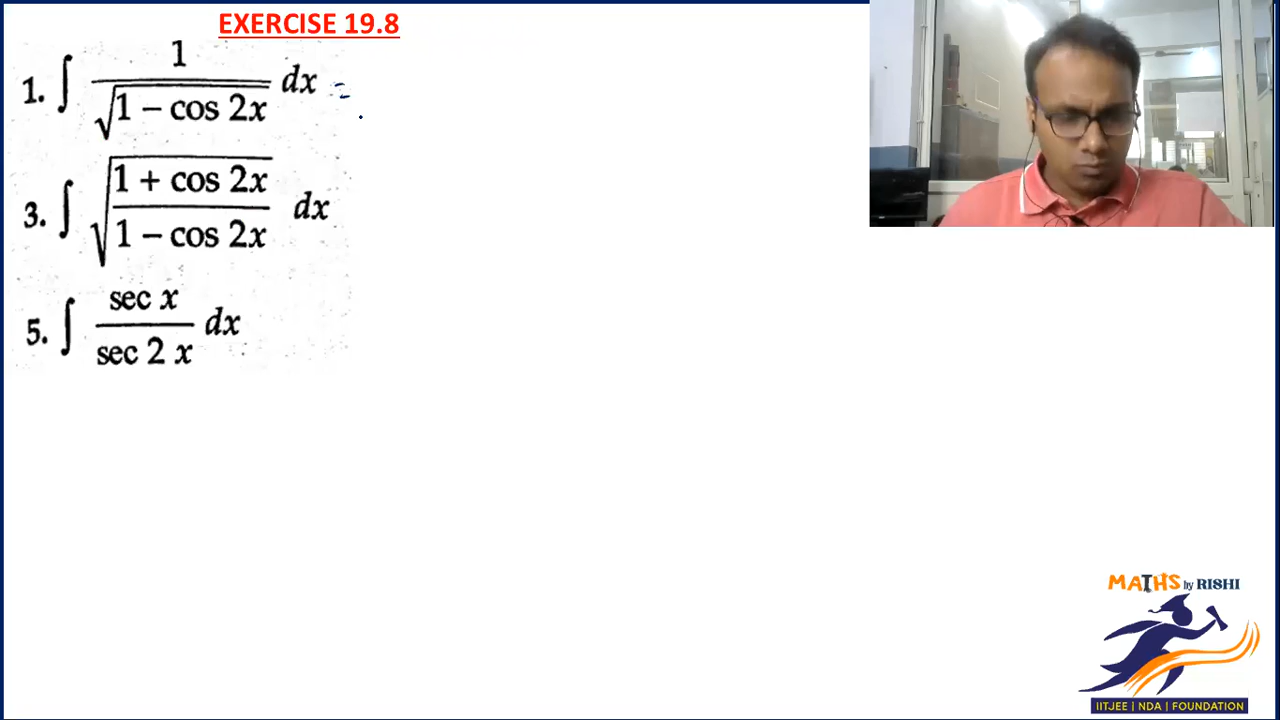 EXERCISE 19.8
1. ∫ 1 / √(1 − cos 2x) dx =
3. ∫ √((1 + cos 2x) / (1 − cos 2x)) dx
5. ∫ sec x / sec 2 x dx
MATHS by RISHI
IITJEE | NDA | FOUNDATION